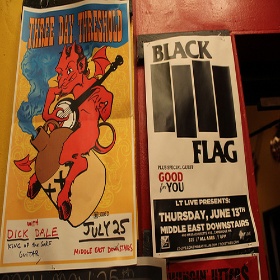 THREE DAY THRESHOLD
WITH
DICK DALE
KING OF THE SURF
GUITAR
JULY 25
MIDDLE EAST DOWNSTAIRS
BLACK
FLAG
PLUS SPECIAL GUEST
GOOD
for YOU
LT LIVE PRESENTS:
THURSDAY, JUNE 13TH
MIDDLE EAST DOWNSTAIRS